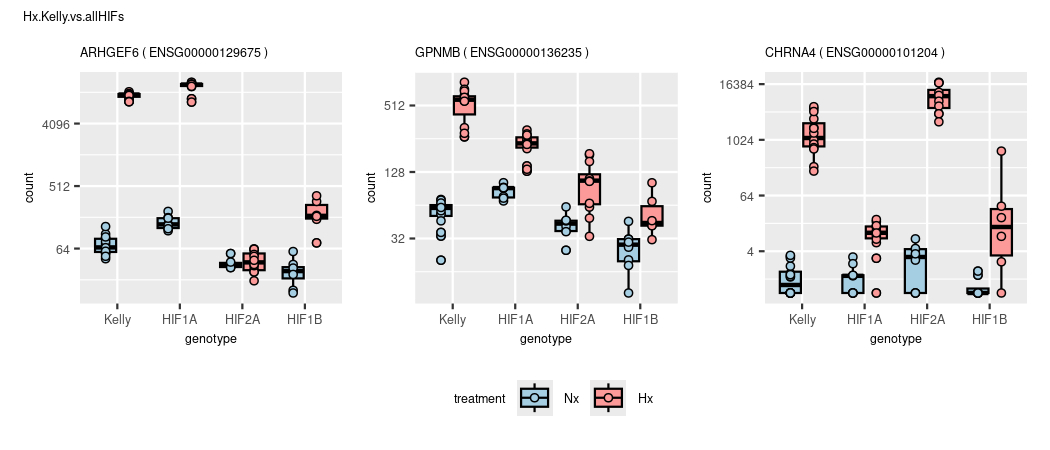 Hx.Kelly.vs.allHIFs
ARHGEF6 ( ENSG00000129675 )
4096
512
64
count
Kelly HIF1A HIF2A HIF1B
genotype
GPNMB ( ENSG00000136235 )
512
128
32
count
Kelly HIF1A HIF2A HIF1B
genotype
CHRNA4 ( ENSG00000101204 )
16384
1024
64
4
count
Kelly HIF1A HIF2A HIF1B
genotype
treatment Nx Hx